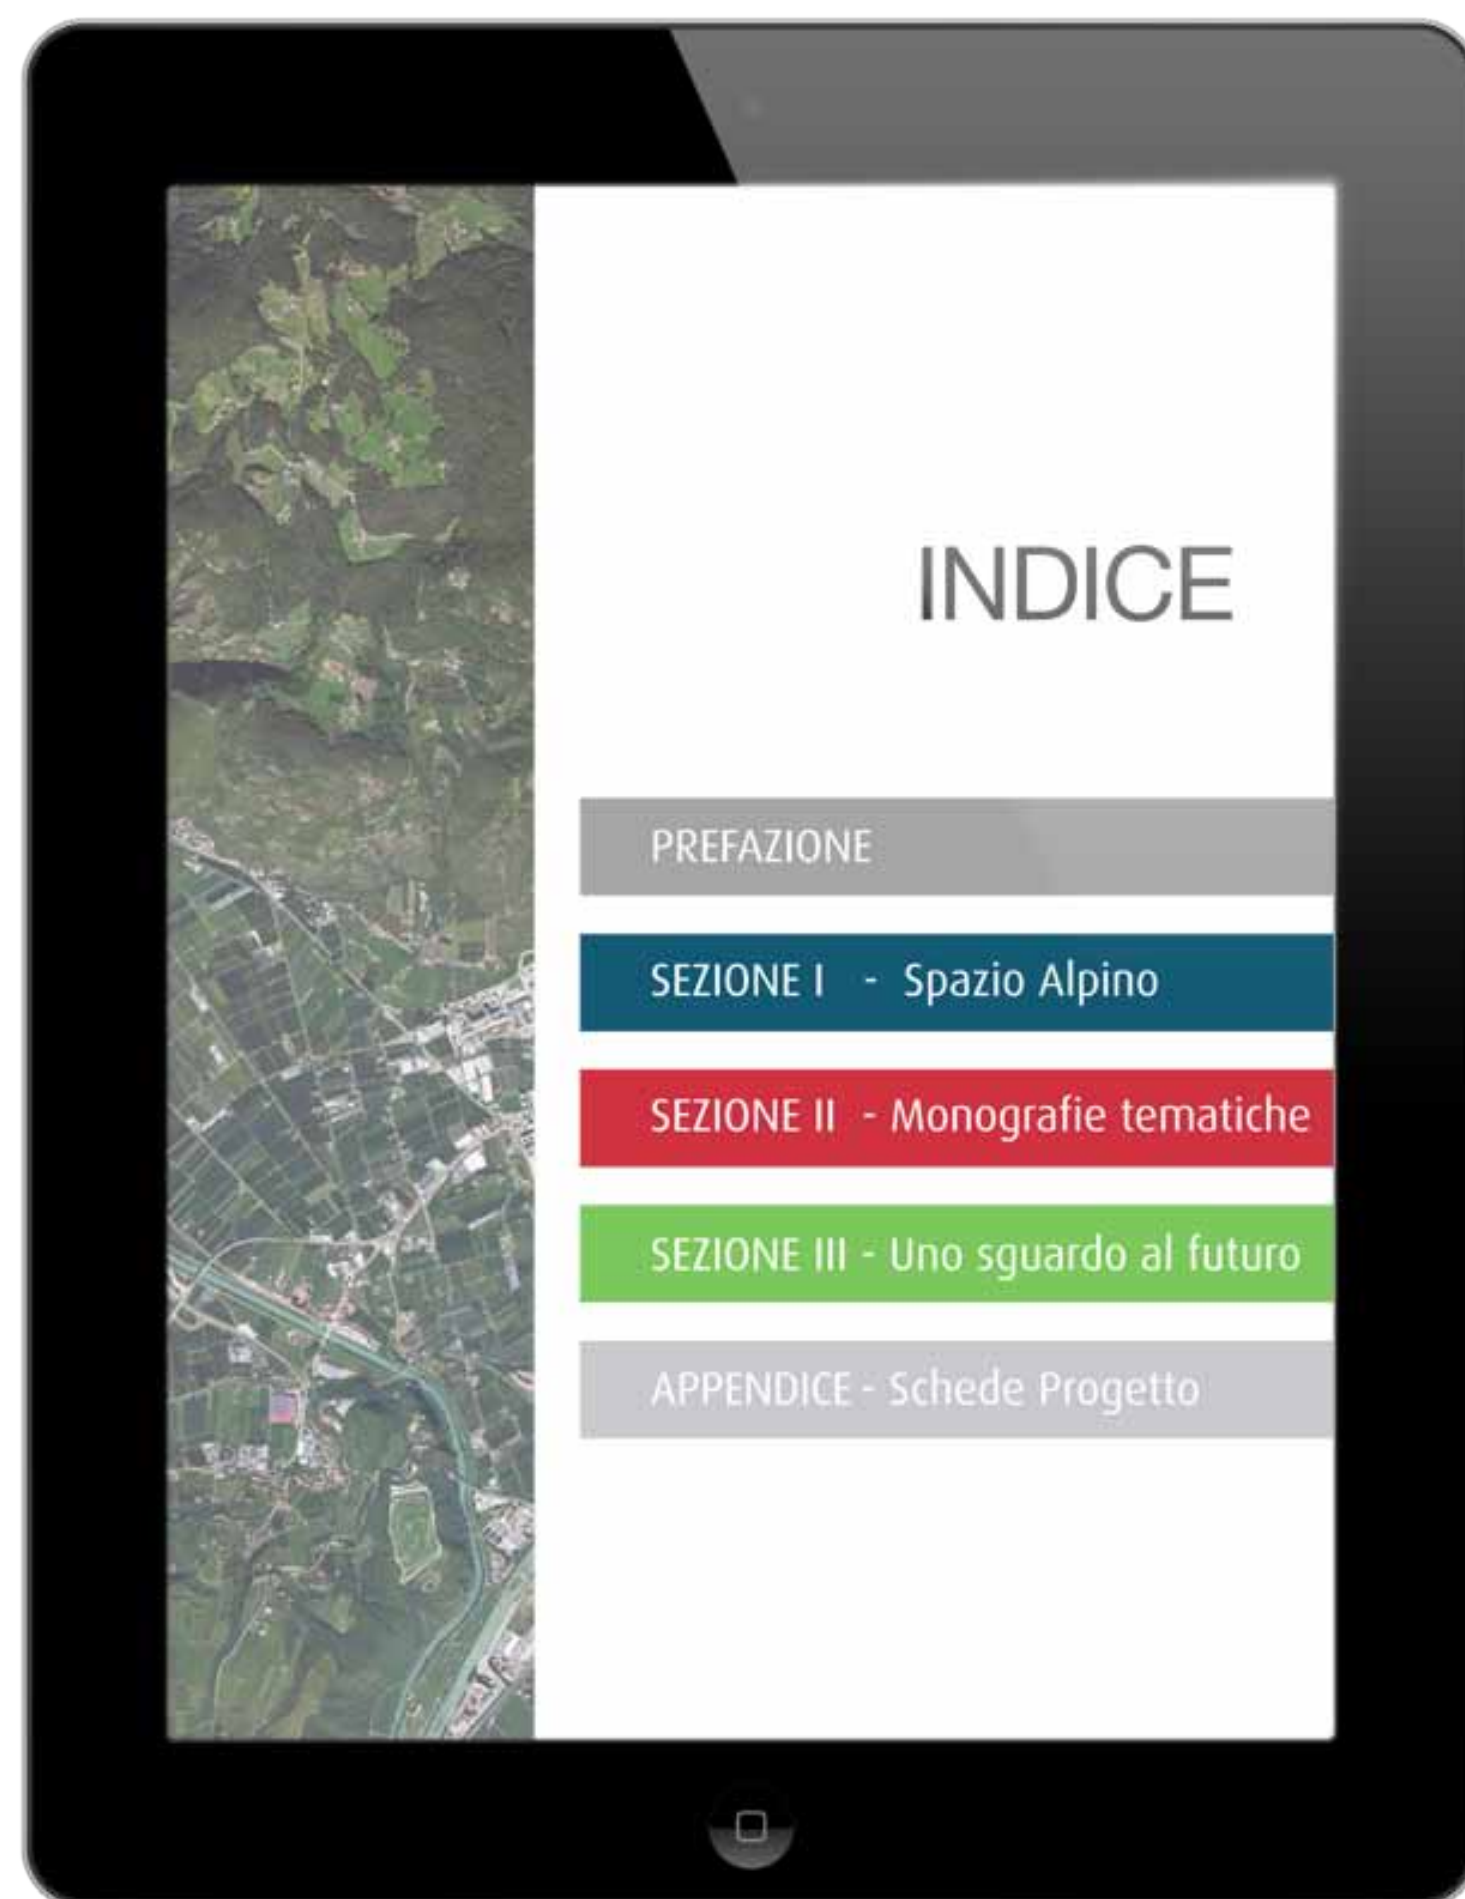 INDICE
PREFAZIONE
SEZIONE I - Spazio Alpino
SEZIONE II - Monografie tematiche
SEZIONE III - Uno sguardo al futuro
APPENDICE - Schede Progetto